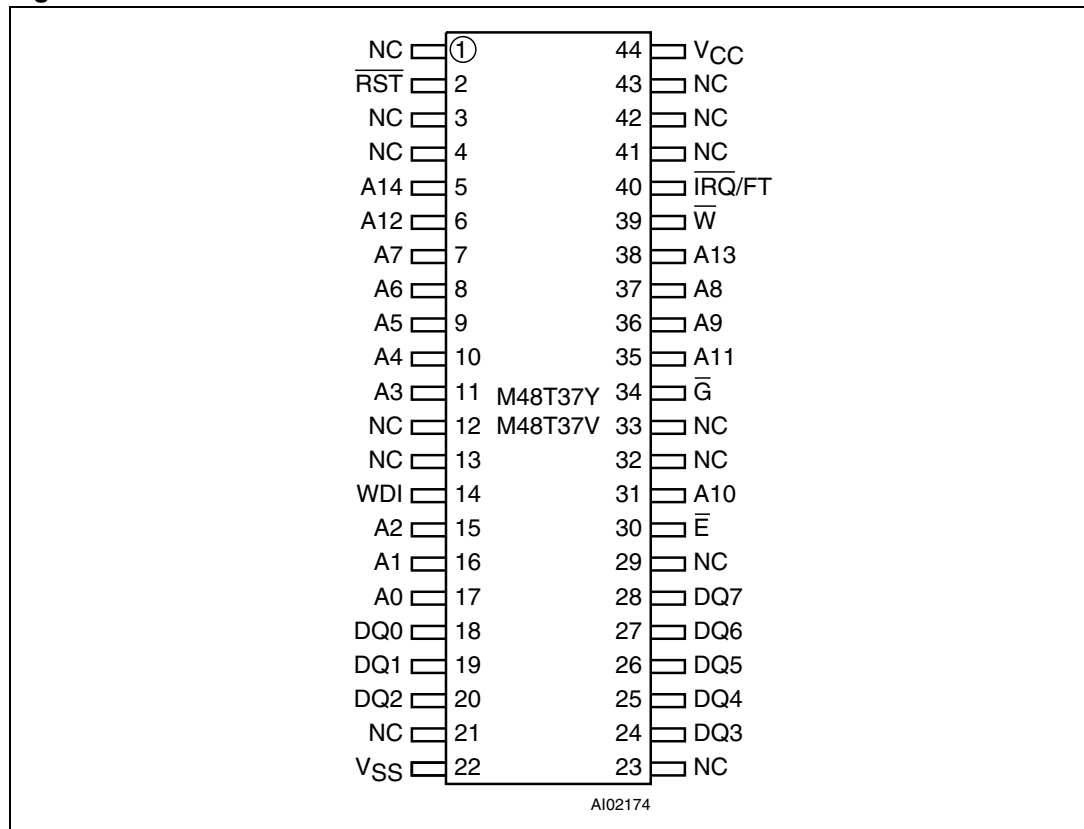 NC 1 44 VCC
R̅S̅T̅ 2 43 NC
NC 3 42 NC
NC 4 41 NC
A14 5 40 I̅R̅Q̅/FT
A12 6 39 W̅
A7 7 38 A13
A6 8 37 A8
A5 9 36 A9
A4 10 35 A11
A3 11 M48T37Y 34 G̅
NC 12 M48T37V 33 NC
NC 13 32 NC
WDI 14 31 A10
A2 15 30 E̅
A1 16 29 NC
A0 17 28 DQ7
DQ0 18 27 DQ6
DQ1 19 26 DQ5
DQ2 20 25 DQ4
NC 21 24 DQ3
VSS 22 23 NC
AI02174